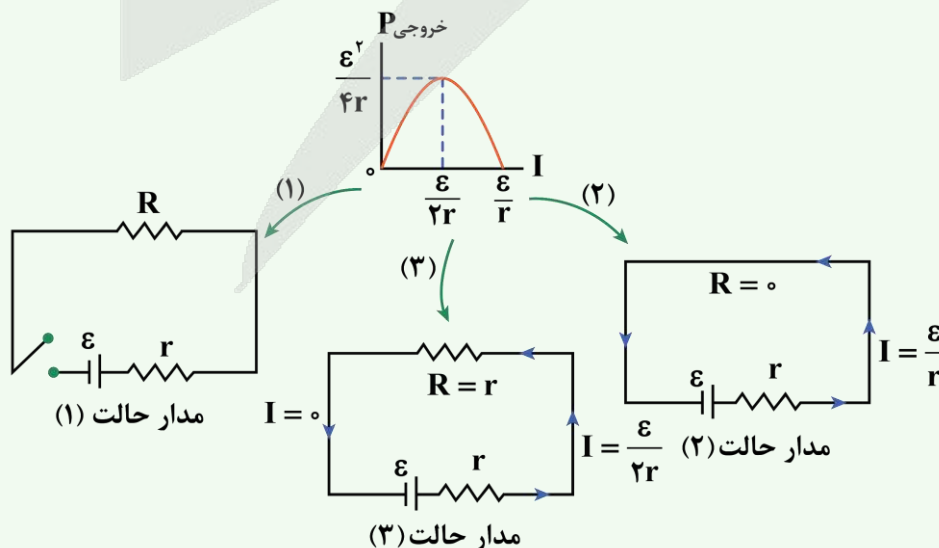 P خروجی
ε²
۴r
۰
I
ε
۲r
ε
r
(۱)
(۲)
(۳)
R
ε
r
مدار حالت (۱)
R = ۰
ε
r
I = ε
r
مدار حالت (۲)
I = ۰
R = r
ε
r
I = ε
۲r
مدار حالت (۳)